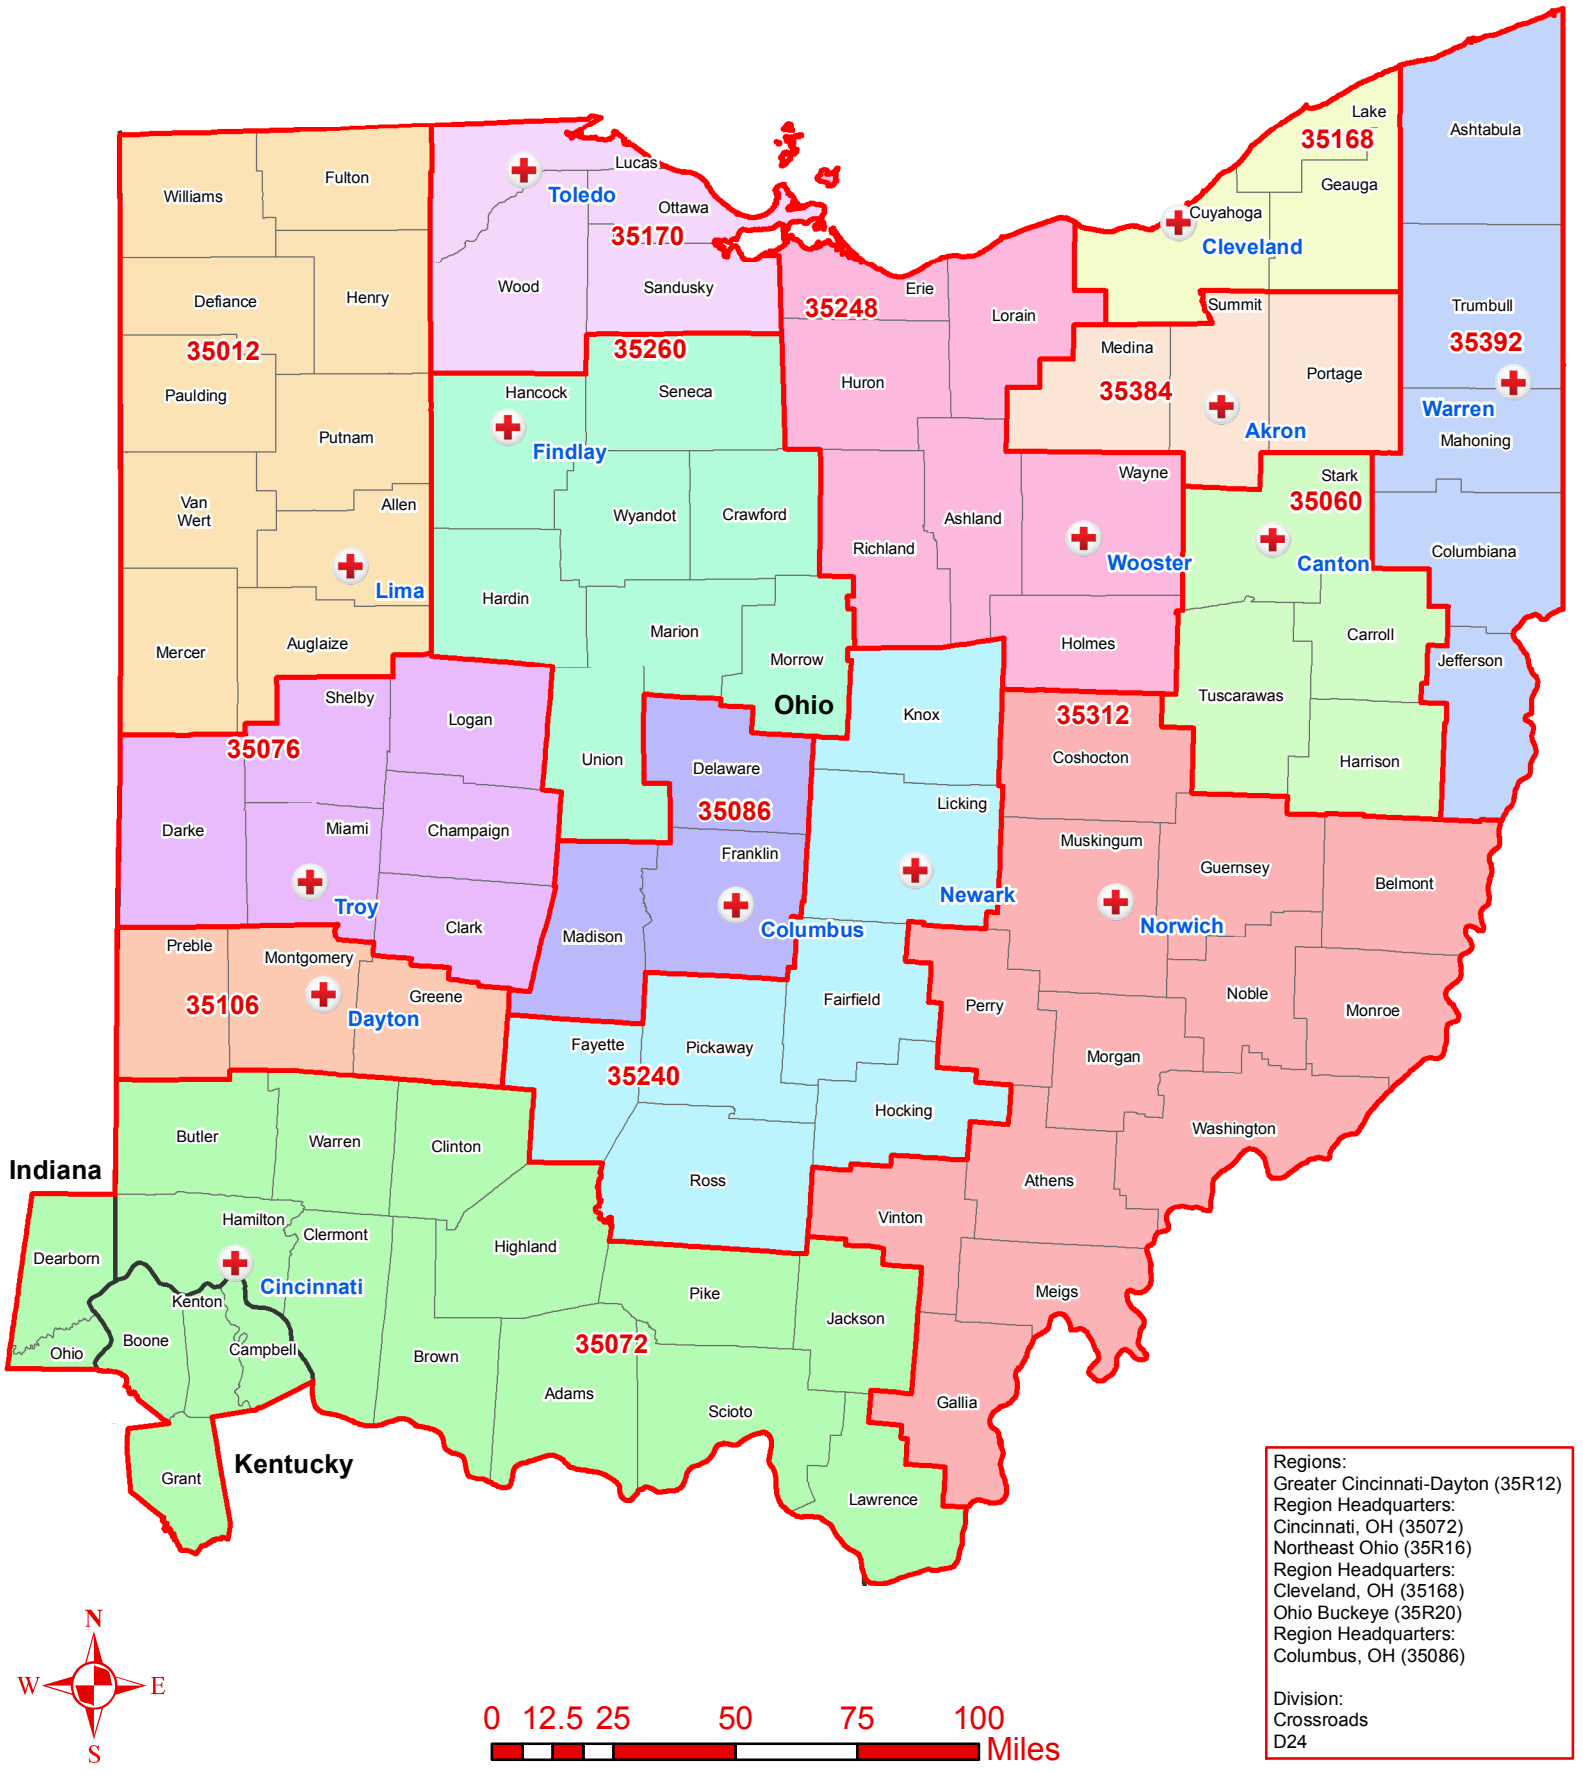 Lake
35168
Ashtabula
Geauga
Cuyahoga
Cleveland
Williams
Fulton
Lucas
Toledo
Ottawa
35170
Wood
Sandusky
Defiance
Henry
35012
Paulding
Putnam
Van
Wert
Allen
Lima
Mercer
Auglaize
35260
Hancock
Seneca
Findlay
Wyandot
Crawford
Hardin
Marion
Morrow
Union
Ohio
35248
Erie
Lorain
Huron
Richland
Ashland
Wayne
Wooster
Holmes
Summit
Medina
35384
Portage
Akron
Trumbull
35392
Warren
Mahoning
Columbiana
Jefferson
Stark
35060
Canton
Carroll
Tuscarawas
Harrison
Shelby
Logan
35076
Darke
Miami
Champaign
Troy
Clark
Delaware
35086
Franklin
Columbus
Madison
Knox
Licking
Newark
Fairfield
Fayette
Pickaway
35240
Hocking
Ross
35312
Coshocton
Muskingum
Guernsey
Belmont
Norwich
Perry
Noble
Monroe
Morgan
Washington
Athens
Vinton
Meigs
Gallia
Preble
Montgomery
Greene
35106
Dayton
Butler
Warren
Clinton
Indiana
Hamilton
Clermont
Highland
Dearborn
Cincinnati
Kenton
Pike
Boone
Campbell
Ohio
Jackson
35072
Brown
Adams
Scioto
Kentucky
Grant
Lawrence
Regions:
Greater Cincinnati-Dayton (35R12)
Region Headquarters:
Cincinnati, OH (35072)
Northeast Ohio (35R16)
Region Headquarters:
Cleveland, OH (35168)
Ohio Buckeye (35R20)
Region Headquarters:
Columbus, OH (35086)
Division:
Crossroads
D24
N
W E
S
0 12.5 25 50 75 100
Miles